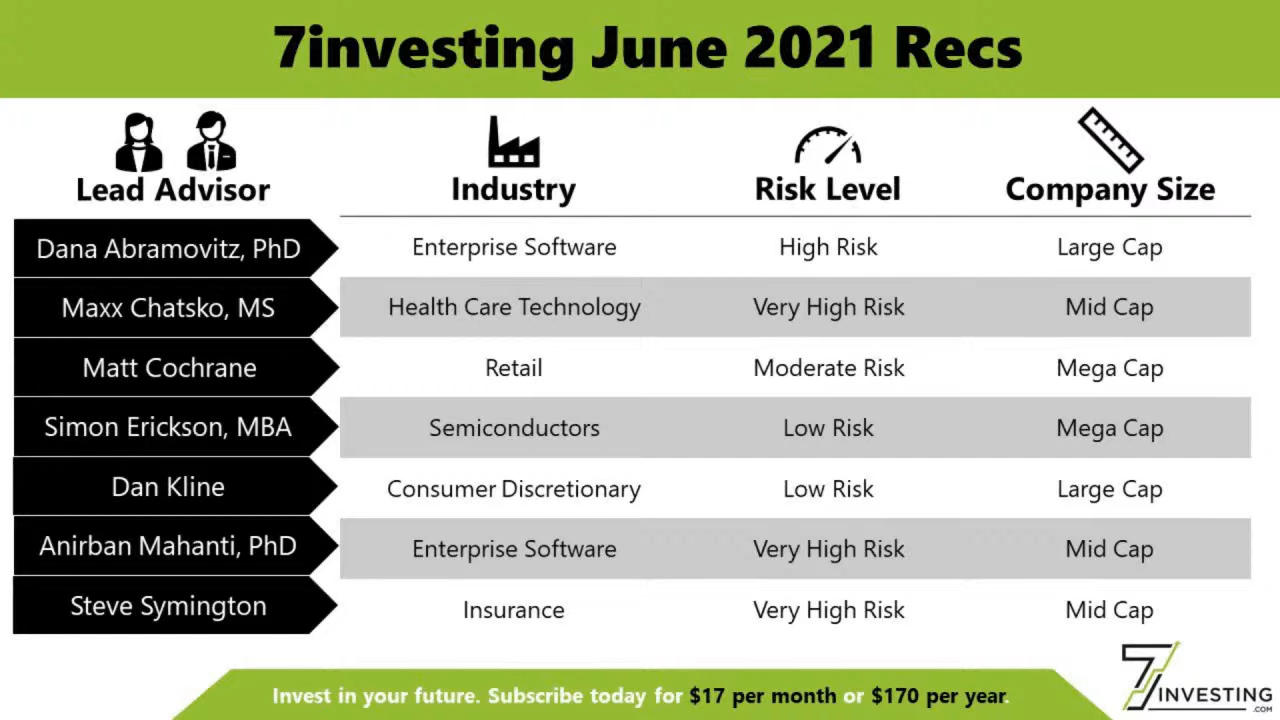 7investing June 2021 Recs
Lead Advisor Industry Risk Level Company Size
Dana Abramovitz, PhD Enterprise Software High Risk Large Cap
Maxx Chatsko, MS Health Care Technology Very High Risk Mid Cap
Matt Cochrane Retail Moderate Risk Mega Cap
Simon Erickson, MBA Semiconductors Low Risk Mega Cap
Dan Kline Consumer Discretionary Low Risk Large Cap
Anirban Mahanti, PhD Enterprise Software Very High Risk Mid Cap
Steve Symington Insurance Very High Risk Mid Cap
Invest in your future. Subscribe today for $17 per month or $170 per year.
7INVESTING
.COM